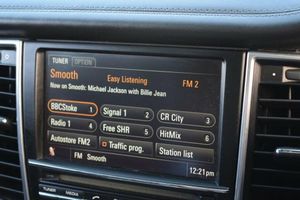 TUNER OPTION
Smooth
Easy Listening FM 2
Now on Smooth: Michael Jackson with Billie Jean
BBCStoke 1 Signal 1 2 CR City 3
Radio 1 4 Free SHR 5 HitMix 6
Autostore FM2 Traffic prog. Station list
FM Smooth 12:21pm
TUNER MEDIA